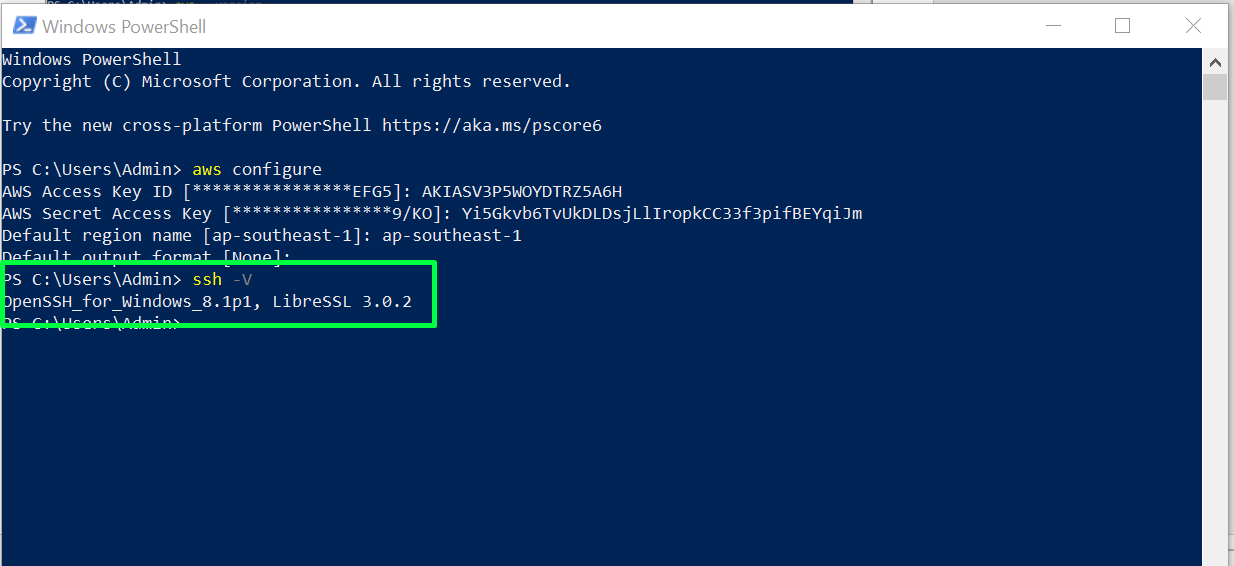 Windows PowerShell
Windows PowerShell
Copyright (C) Microsoft Corporation. All rights reserved.
Try the new cross-platform PowerShell https://aka.ms/pscore6
PS C:\Users\Admin> aws configure
AWS Access Key ID [****************EFG5]: AKIASV3P5WOYDTRZ5A6H
AWS Secret Access Key [****************9/KO]: 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
Default region name [ap-southeast-1]: ap-southeast-1
Default output format [None]:
PS C:\Users\Admin> ssh -V
OpenSSH_for_Windows_8.1p1, LibreSSL 3.0.2
PS C:\Users\Admin>